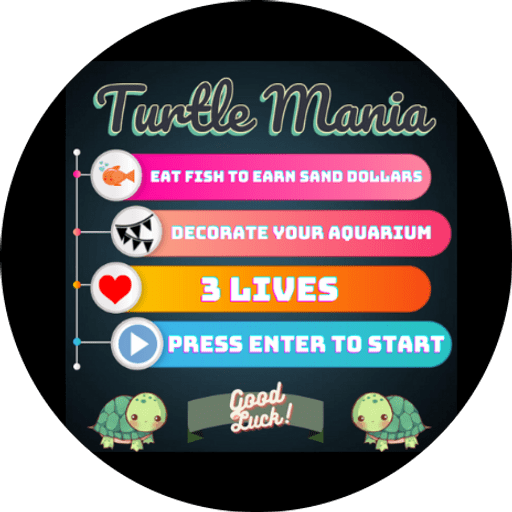 Turtle Mania
EAT FISH TO EARN SAND DOLLARS
DECORATE YOUR AQUARIUM
3 LIVES
PRESS ENTER TO START
Good
Luck!